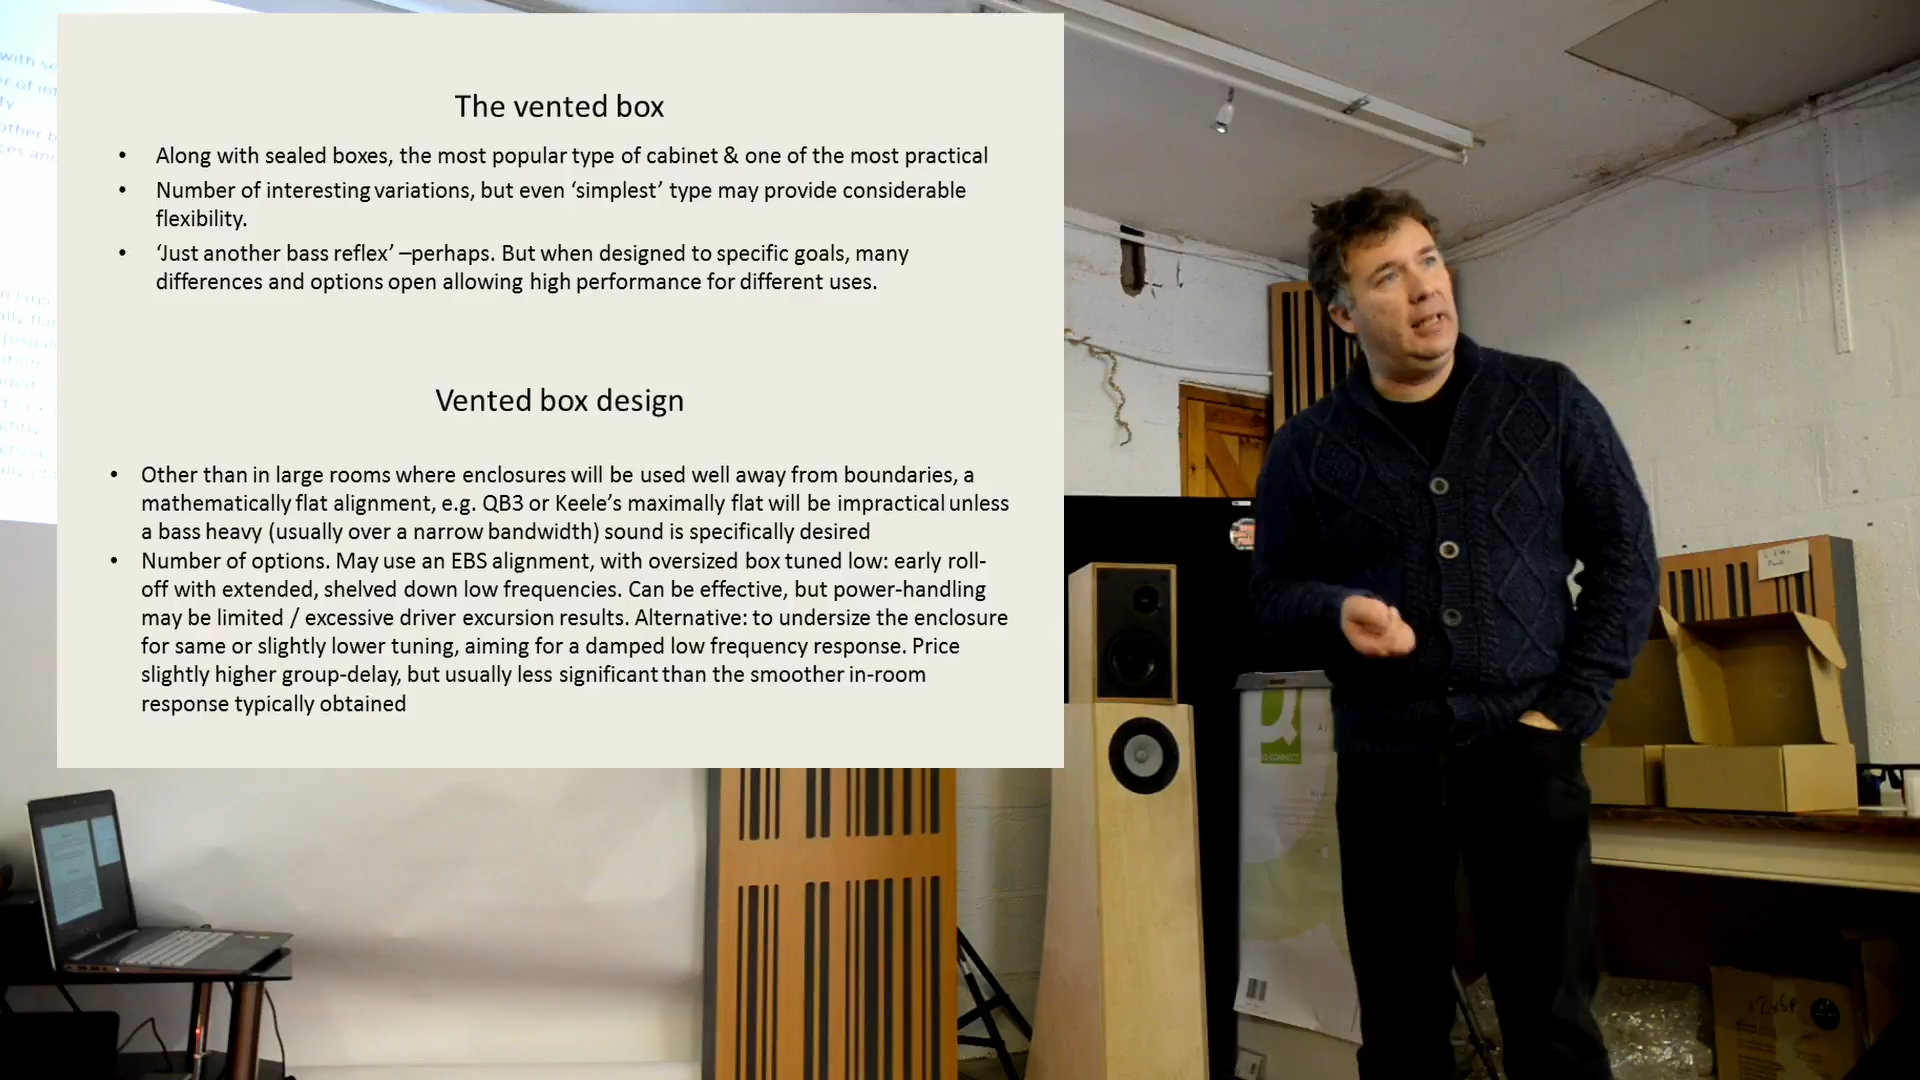 The vented box
• Along with sealed boxes, the most popular type of cabinet & one of the most practical
• Number of interesting variations, but even ‘simplest’ type may provide considerable
flexibility.
• ‘Just another bass reflex’ –perhaps. But when designed to specific goals, many
differences and options open allowing high performance for different uses.
Vented box design
• Other than in large rooms where enclosures will be used well away from boundaries, a
mathematically flat alignment, e.g. QB3 or Keele’s maximally flat will be impractical unless
a bass heavy (usually over a narrow bandwidth) sound is specifically desired
• Number of options. May use an EBS alignment, with oversized box tuned low: early roll-
off with extended, shelved down low frequencies. Can be effective, but power-handling
may be limited / excessive driver excursion results. Alternative: to undersize the enclosure
for same or slightly lower tuning, aiming for a damped low frequency response. Price
slightly higher group-delay, but usually less significant than the smoother in-room
response typically obtained
Q-CONNECT